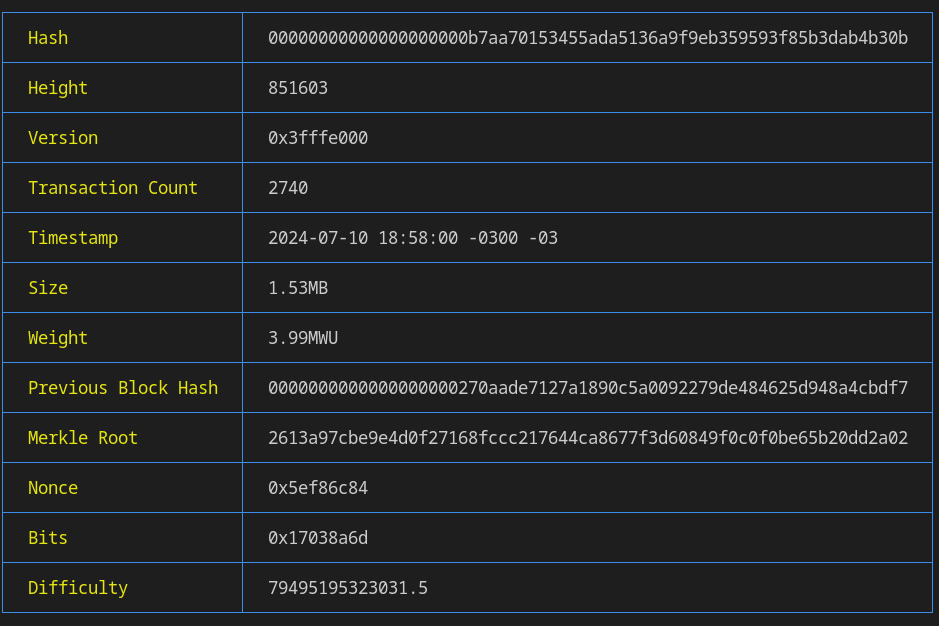 Hash 00000000000000000000b7aa70153455ada5136a9f9eb359593f85b3dab4b30b
Height 851603
Version 0x3fffe000
Transaction Count 2740
Timestamp 2024-07-10 18:58:00 -0300 -03
Size 1.53MB
Weight 3.99MWU
Previous Block Hash 0000000000000000000270aade7127a1890c5a0092279de484625d948a4cbdf7
Merkle Root 2613a97cbe9e4d0f27168fccc217644ca8677f3d60849f0c0f0be65b20dd2a02
Nonce 0x5ef86c84
Bits 0x17038a6d
Difficulty 79495195323031.5